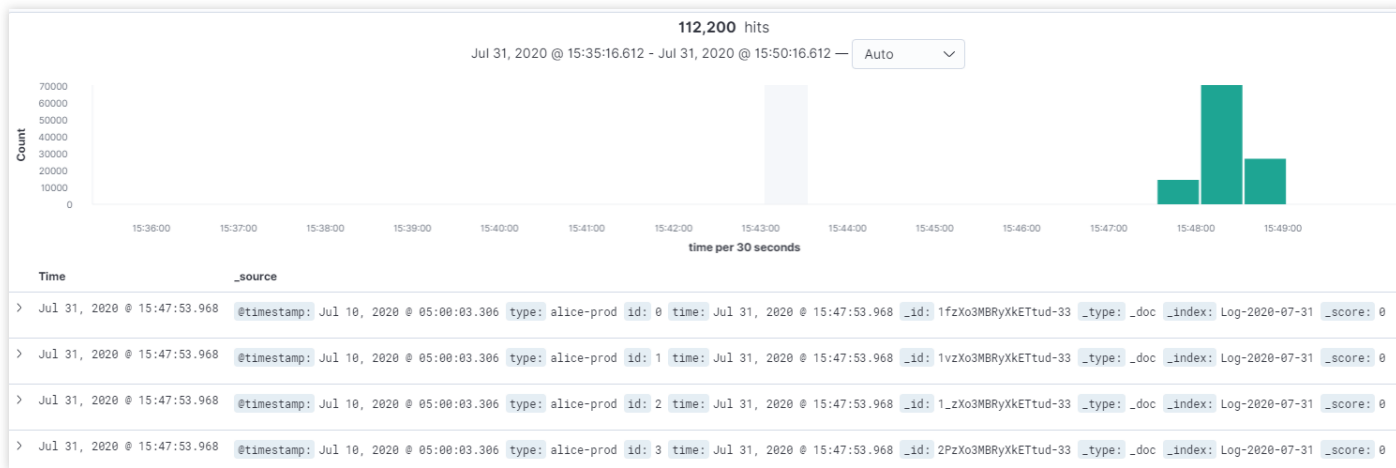 112,200 hits
Jul 31, 2020 @ 15:35:16.612 - Jul 31, 2020 @ 15:50:16.612 — Auto
70000
60000
50000
40000
30000
20000
10000
0
Count
15:36:00 15:37:00 15:38:00 15:39:00 15:40:00 15:41:00 15:42:00 15:43:00 15:44:00 15:45:00 15:46:00 15:47:00 15:48:00 15:49:00
time per 30 seconds
Time _source
Jul 31, 2020 @ 15:47:53.968 @timestamp: Jul 10, 2020 @ 05:00:03.306 type: alice-prod id: 0 time: Jul 31, 2020 @ 15:47:53.968 _id: 1fzXo3MBRyXkETtud-33 _type: _doc _index: Log-2020-07-31 _score: 0
Jul 31, 2020 @ 15:47:53.968 @timestamp: Jul 10, 2020 @ 05:00:03.306 type: alice-prod id: 1 time: Jul 31, 2020 @ 15:47:53.968 _id: 1vzXo3MBRyXkETtud-33 _type: _doc _index: Log-2020-07-31 _score: 0
Jul 31, 2020 @ 15:47:53.968 @timestamp: Jul 10, 2020 @ 05:00:03.306 type: alice-prod id: 2 time: Jul 31, 2020 @ 15:47:53.968 _id: 1_zXo3MBRyXkETtud-33 _type: _doc _index: Log-2020-07-31 _score: 0
Jul 31, 2020 @ 15:47:53.968 @timestamp: Jul 10, 2020 @ 05:00:03.306 type: alice-prod id: 3 time: Jul 31, 2020 @ 15:47:53.968 _id: 2PzXo3MBRyXkETtud-33 _type: _doc _index: Log-2020-07-31 _score: 0